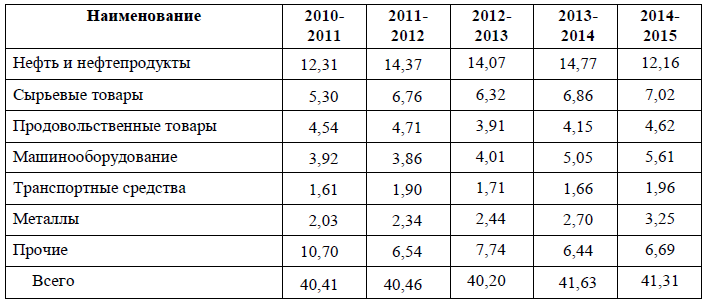 Наименование 2010-2011 2011-2012 2012-2013 2013-2014 2014-2015
Нефть и нефтепродукты 12,31 14,37 14,07 14,77 12,16
Сырьевые товары 5,30 6,76 6,32 6,86 7,02
Продовольственные товары 4,54 4,71 3,91 4,15 4,62
Машинооборудование 3,92 3,86 4,01 5,05 5,61
Транспортные средства 1,61 1,90 1,71 1,66 1,96
Металлы 2,03 2,34 2,44 2,70 3,25
Прочие 10,70 6,54 7,74 6,44 6,69
Всего 40,41 40,46 40,20 41,63 41,31